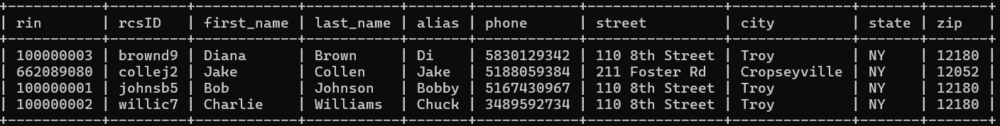 +-----------+---------+------------+-----------+-------+------------+----------------+--------------+-------+-------+
| rin       | rcsID   | first_name | last_name | alias | phone      | street         | city         | state | zip   |
+-----------+---------+------------+-----------+-------+------------+----------------+--------------+-------+-------+
| 100000003 | brownd9 | Diana      | Brown     | Di    | 5830129342 | 110 8th Street | Troy         | NY    | 12180 |
| 662089080 | collej2 | Jake       | Collen    | Jake  | 5188059384 | 211 Foster Rd  | Cropseyville | NY    | 12052 |
| 100000001 | johnsb5 | Bob        | Johnson   | Bobby | 5167430967 | 110 8th Street | Troy         | NY    | 12180 |
| 100000002 | willic7 | Charlie    | Williams  | Chuck | 3489592734 | 110 8th Street | Troy         | NY    | 12180 |
+-----------+---------+------------+-----------+-------+------------+----------------+--------------+-------+-------+